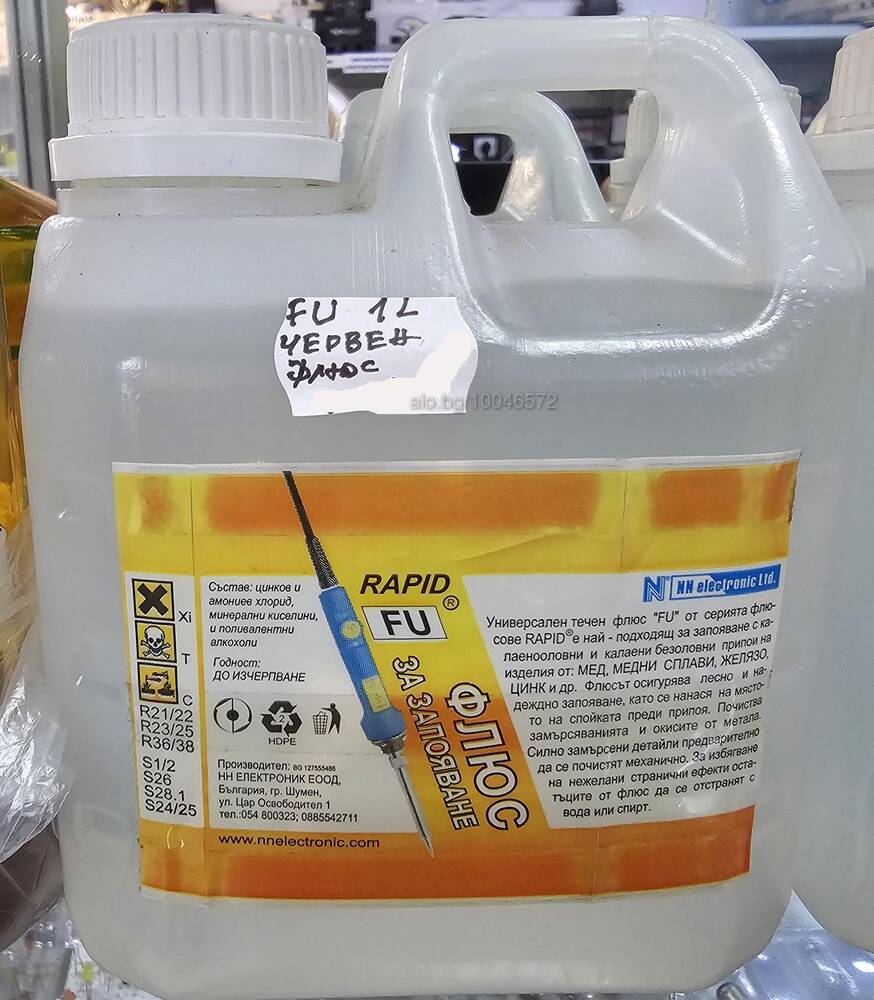 FU 1L
ЧЕРВЕН
ФЛЮС
alo.bg/10046572
Xi
T
C
R21/22
R23/25
R36/38
S1/2
S26
S28.1
S24/25
Състав: цинков и
амониев хлорид,
минерални киселини,
и поливалентни
алкохоли
Годност:
ДО ИЗЧЕРПВАНЕ
2
HDPE
Производител: BG 127555486
НН ЕЛЕКТРОНИК ЕООД,
България, гр. Шумен,
ул. Цар Освободител 1
тел.:054 800323; 0885542711
www.nnelectronic.com
RAPID®
FU
ФЛЮС
ЗА ЗАПОЯВАНЕ
N® NN electronic Ltd.
Универсален течен флюс "FU" от серията флю-
сове RAPID®е най - подходящ за запояване с ка-
лаенооловни и калаени безоловни припои на
изделия от: МЕД, МЕДНИ СПЛАВИ, ЖЕЛЯЗО,
ЦИНК и др. Флюсът осигурява лесно и на-
деждно запояване, като се нанася на място-
то на спойката преди припоя. Почиства
замърсяванията и окисите от метала.
Силно замърсени детайли предварително
да се почистят механично. За избягване
на нежелани странични ефекти оста-
тъците от флюс да се отстранят с
вода или спирт.